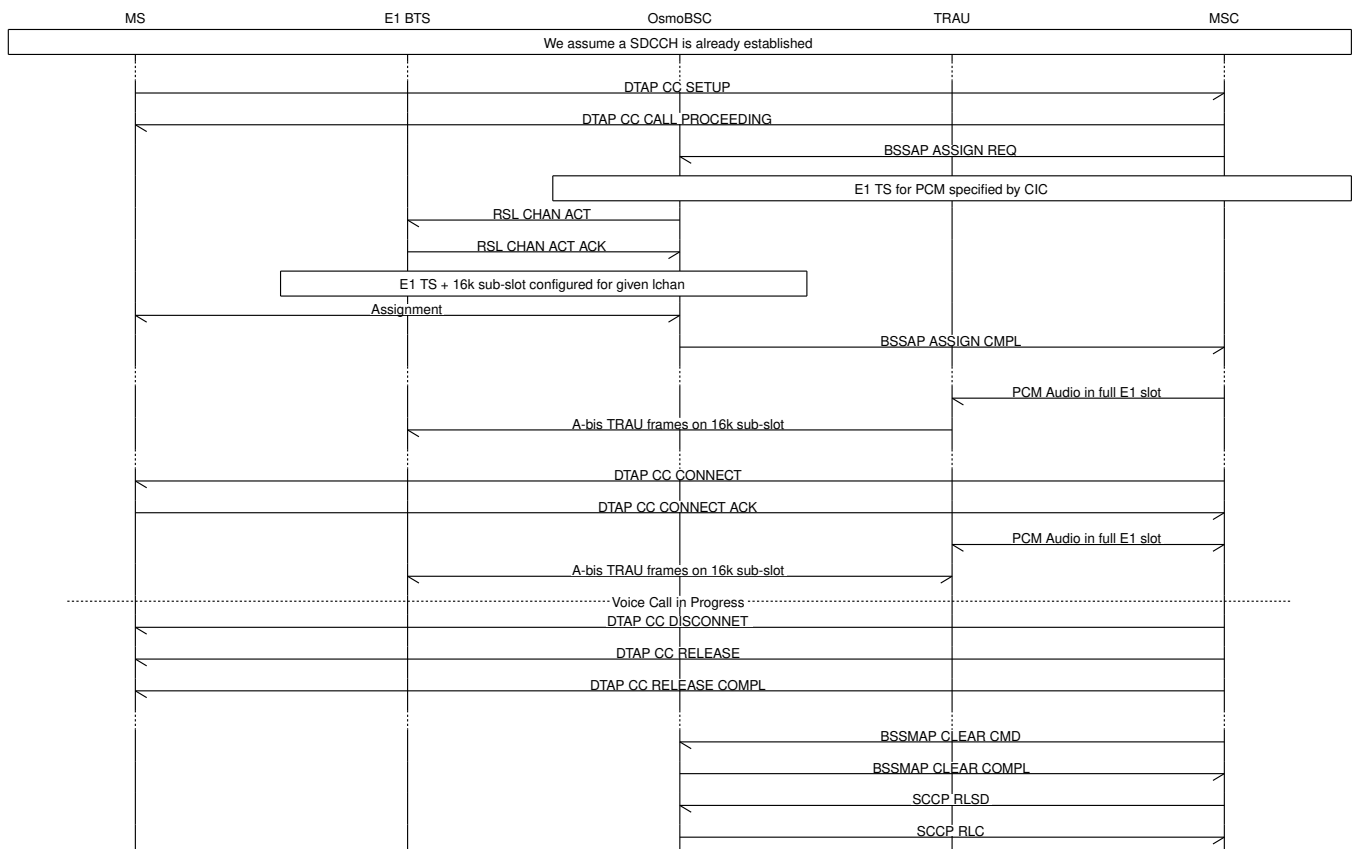 MS E1 BTS OsmoBSC TRAU MSC
We assume a SDCCH is already established
DTAP CC SETUP
DTAP CC CALL PROCEEDING
BSSAP ASSIGN REQ
E1 TS for PCM specified by CIC
RSL CHAN ACT
RSL CHAN ACT ACK
E1 TS + 16k sub-slot configured for given lchan
Assignment
BSSAP ASSIGN CMPL
PCM Audio in full E1 slot
A-bis TRAU frames on 16k sub-slot
DTAP CC CONNECT
DTAP CC CONNECT ACK
PCM Audio in full E1 slot
A-bis TRAU frames on 16k sub-slot
Voice Call in Progress
DTAP CC DISCONNET
DTAP CC RELEASE
DTAP CC RELEASE COMPL
BSSMAP CLEAR CMD
BSSMAP CLEAR COMPL
SCCP RLSD
SCCP RLC